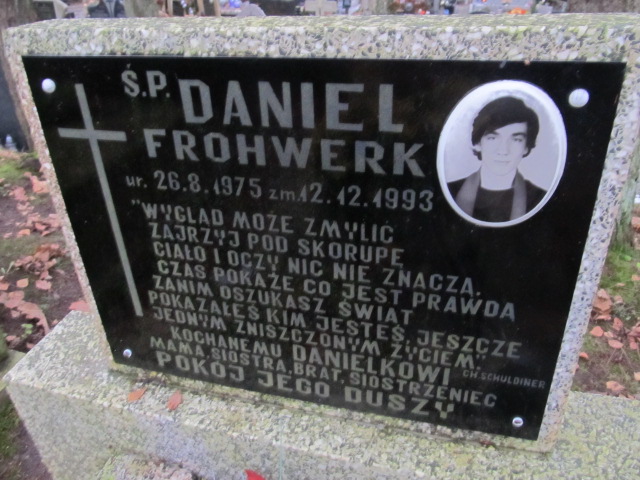 Ś.P. DANIEL
FROHWERK
ur. 26.8.1975 zm. 12.12.1993
"WYGLĄD MOŻE ZMYLIĆ
ZAJRZYJ POD SKORUPĘ
CIAŁO I OCZY NIC NIE ZNACZĄ,
CZAS POKAŻE CO JEST PRAWDĄ
ZANIM OSZUKASZ ŚWIAT
POKAZAŁEŚ KIM JESTEŚ, JESZCZE
JEDNYM ZNISZCZONYM ŻYCIEM".
CH. SCHULDINER
KOCHANEMU DANIELKOWI
MAMA, SIOSTRA, BRAT, SIOSTRZENIEC
POKÓJ JEGO DUSZY